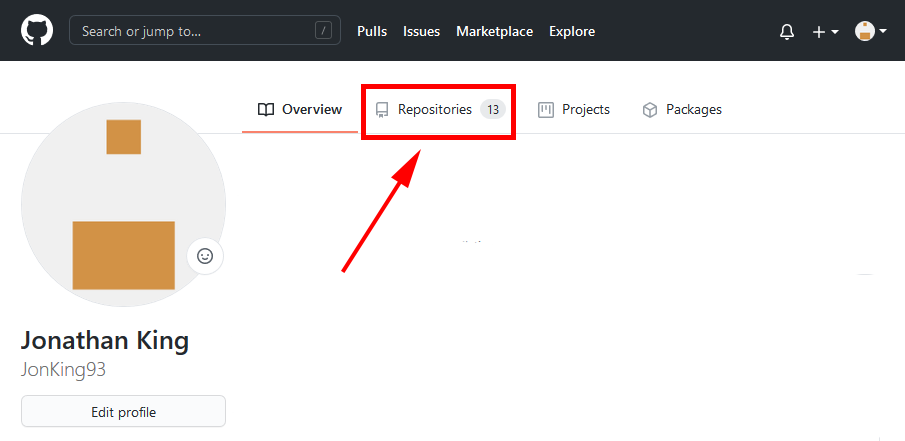 Search or jump to... /
Pulls Issues Marketplace Explore
Overview Repositories 13 Projects Packages
Jonathan King
JonKing93
Edit profile